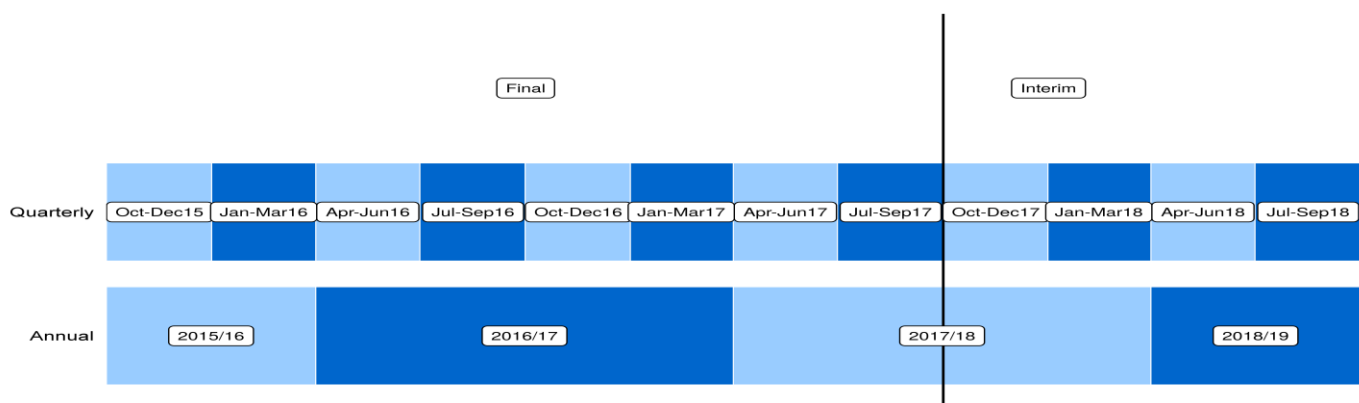 Final Interim
Quarterly Oct-Dec15 Jan-Mar16 Apr-Jun16 Jul-Sep16 Oct-Dec16 Jan-Mar17 Apr-Jun17 Jul-Sep17 Oct-Dec17 Jan-Mar18 Apr-Jun18 Jul-Sep18
Annual 2015/16 2016/17 2017/18 2018/19